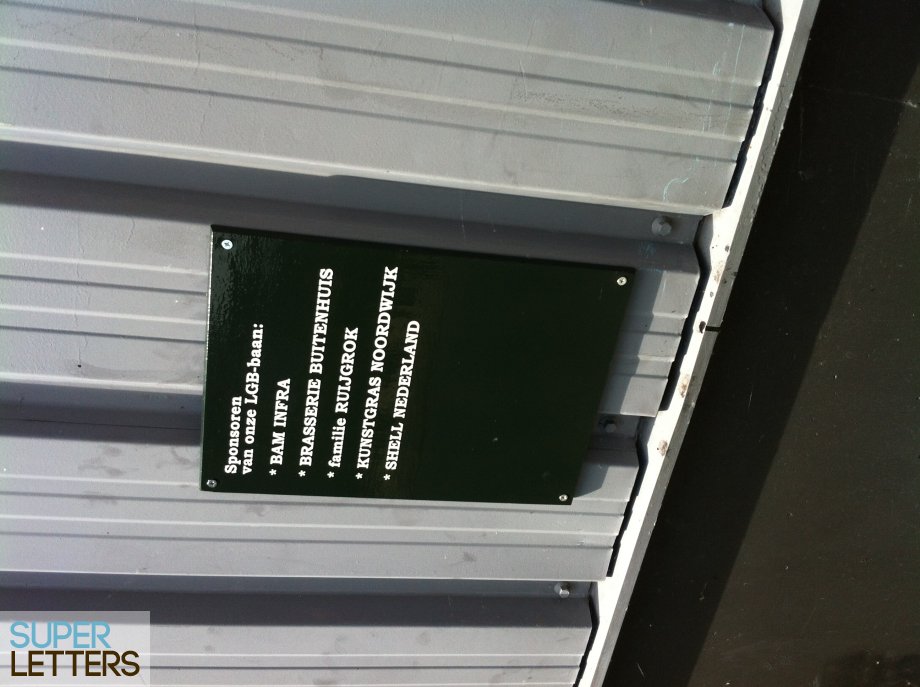 Sponsoren
van onze LGB-baan:
* BAM INFRA
* BRASSERIE BUITENHUIS
* familie RUIJGROK
* KUNSTGRAS NOORDWIJK
* SHELL NEDERLAND
SUPER
LETTERS